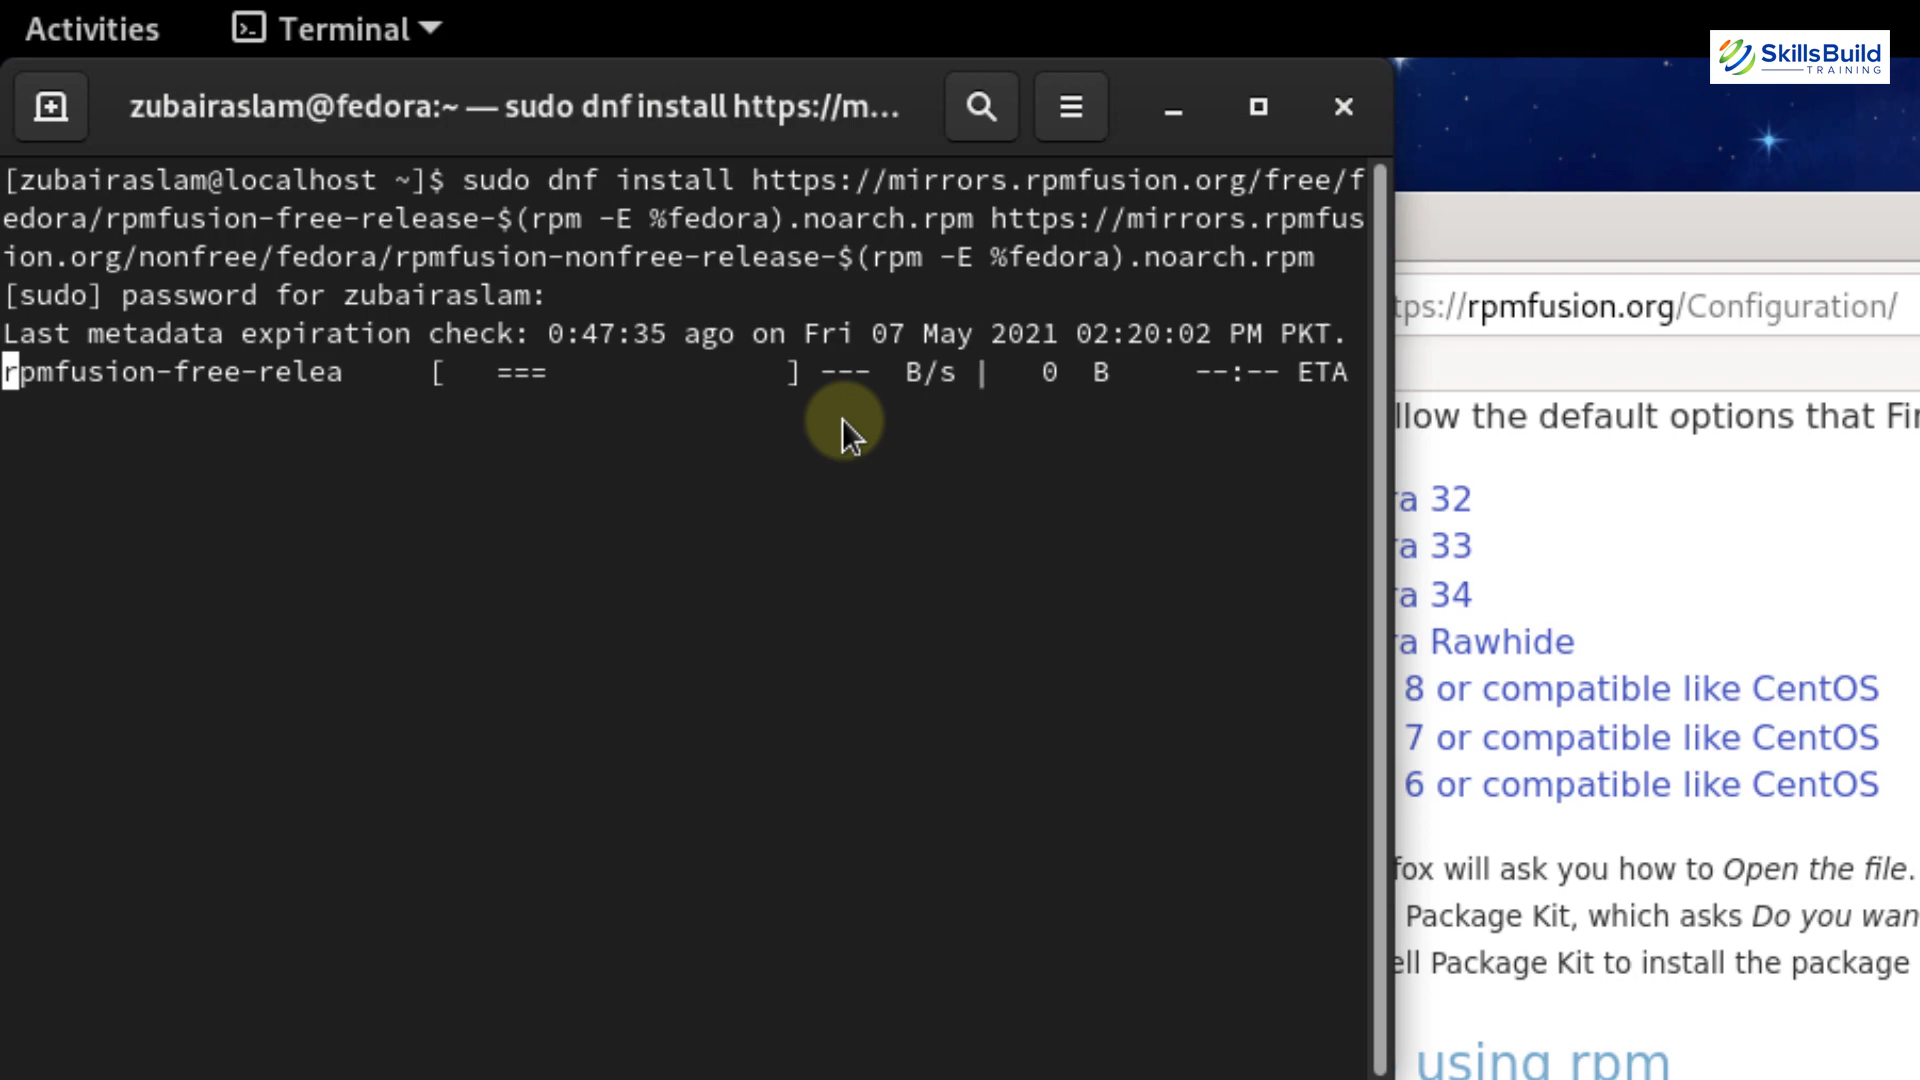 Activities
Terminal
SkillsBuild
TRAINING
zubairaslam@fedora:~ — sudo dnf install https://m...
[zubairaslam@localhost ~]$ sudo dnf install https://mirrors.rpmfusion.org/free/f
edora/rpmfusion-free-release-$(rpm -E %fedora).noarch.rpm https://mirrors.rpmfus
ion.org/nonfree/fedora/rpmfusion-nonfree-release-$(rpm -E %fedora).noarch.rpm
[sudo] password for zubairaslam:
Last metadata expiration check: 0:47:35 ago on Fri 07 May 2021 02:20:02 PM PKT.
rpmfusion-free-relea [ === ] --- B/s | 0 B --:-- ETA
tps://rpmfusion.org/Configuration/
llow the default options that Fi
ra 32
ra 33
ra 34
ra Rawhide
8 or compatible like CentOS
7 or compatible like CentOS
6 or compatible like CentOS
fox will ask you how to Open the file.
Package Kit, which asks Do you wan
ell Package Kit to install the package
using rpm